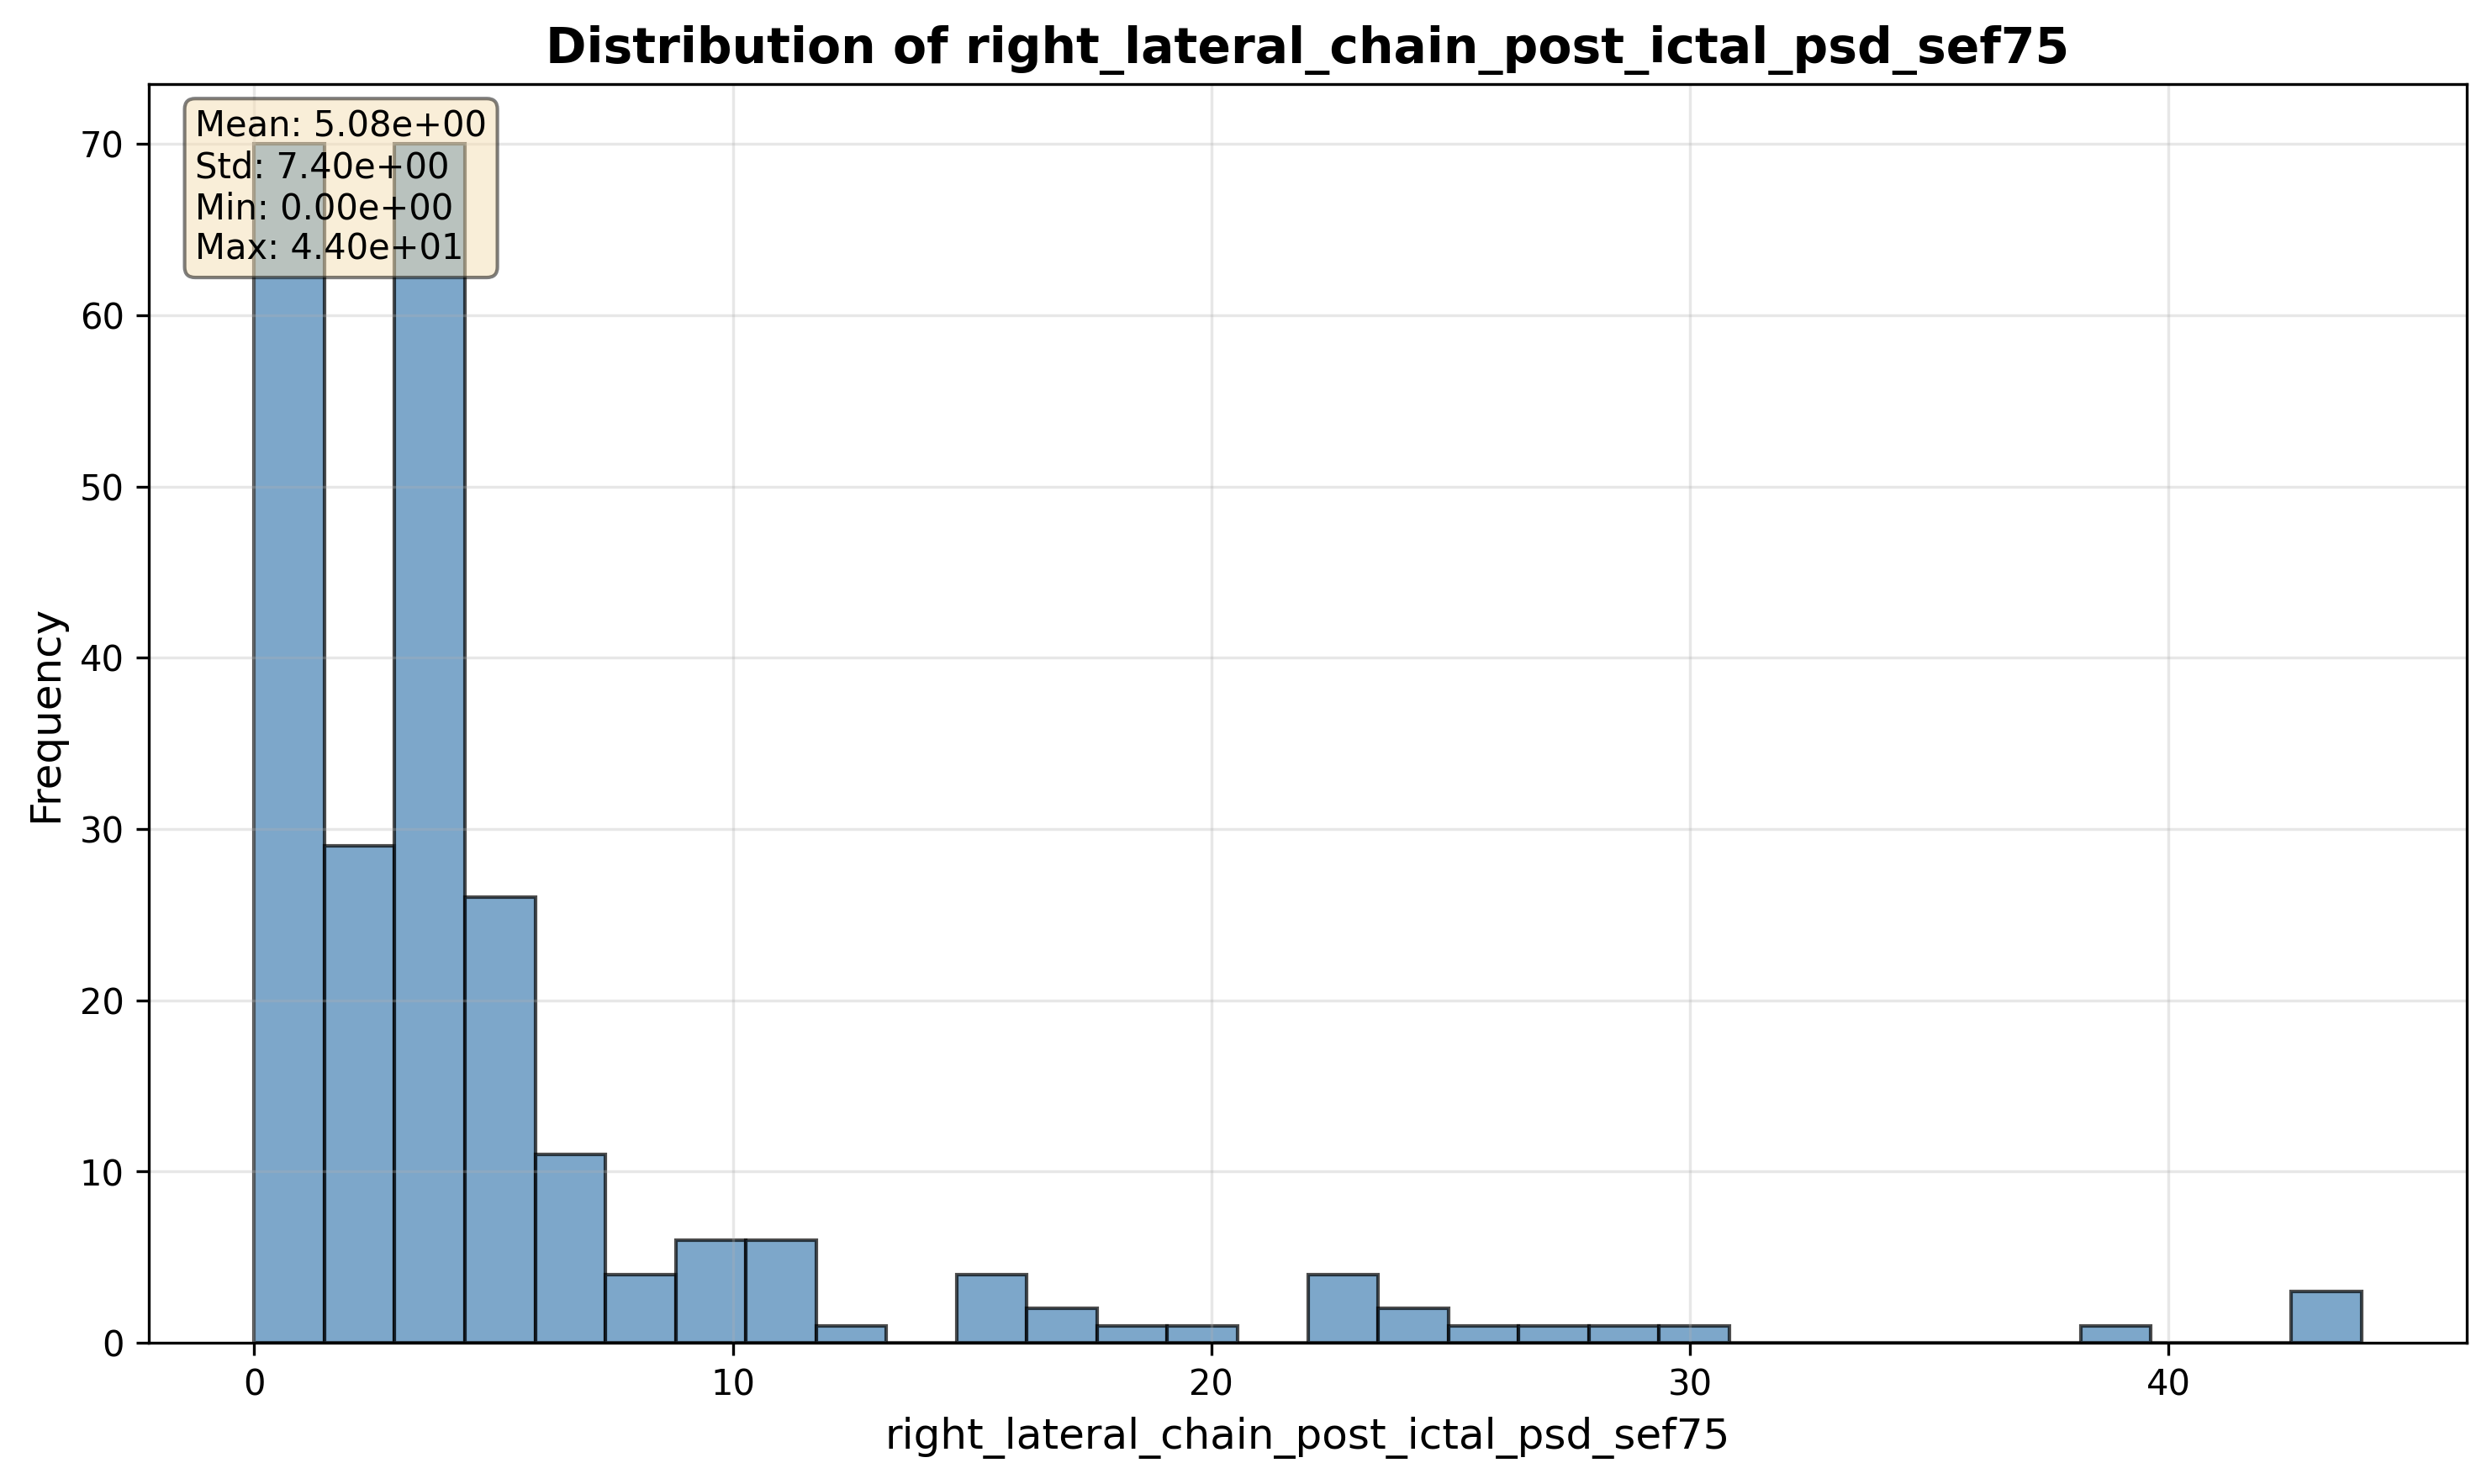 Distribution of right_lateral_chain_post_ictal_psd_sef75
Mean: 5.08e+00
Std: 7.40e+00
Min: 0.00e+00
Max: 4.40e+01
70
60
50
40
30
20
10
0
Frequency
0 10 20 30 40
right_lateral_chain_post_ictal_psd_sef75